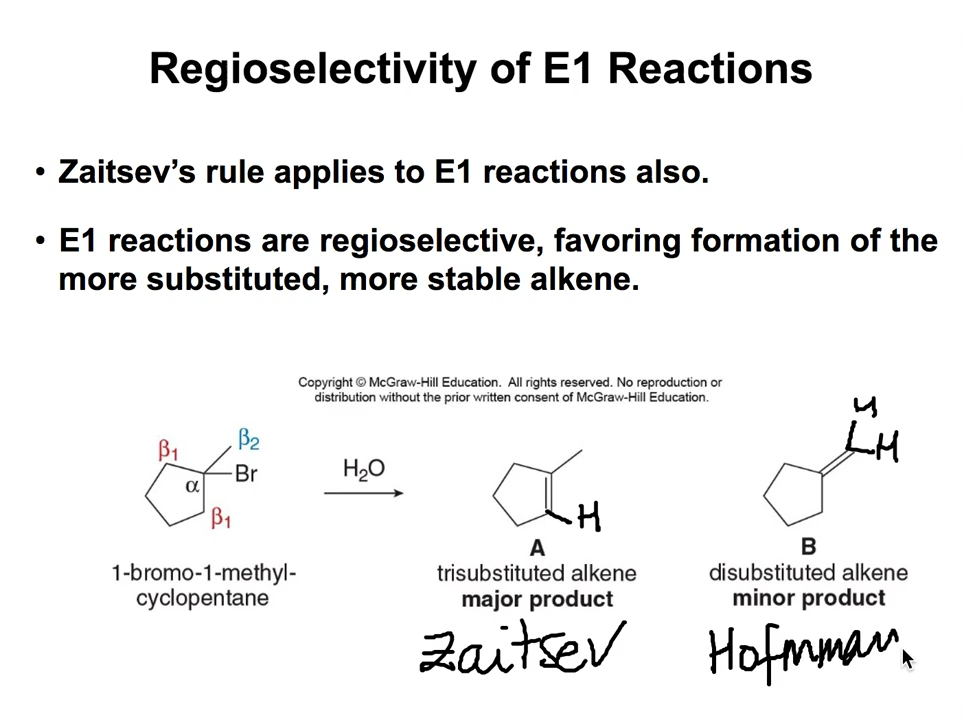 Regioselectivity of E1 Reactions
• Zaitsev’s rule applies to E1 reactions also.
• E1 reactions are regioselective, favoring formation of the
more substituted, more stable alkene.
Copyright © McGraw-Hill Education. All rights reserved. No reproduction or
distribution without the prior written consent of McGraw-Hill Education.
H
β1 β2 H
α Br H₂O
β1 H
A B
1-bromo-1-methyl- trisubstituted alkene disubstituted alkene
cyclopentane major product minor product
Zaitsev Hofmman